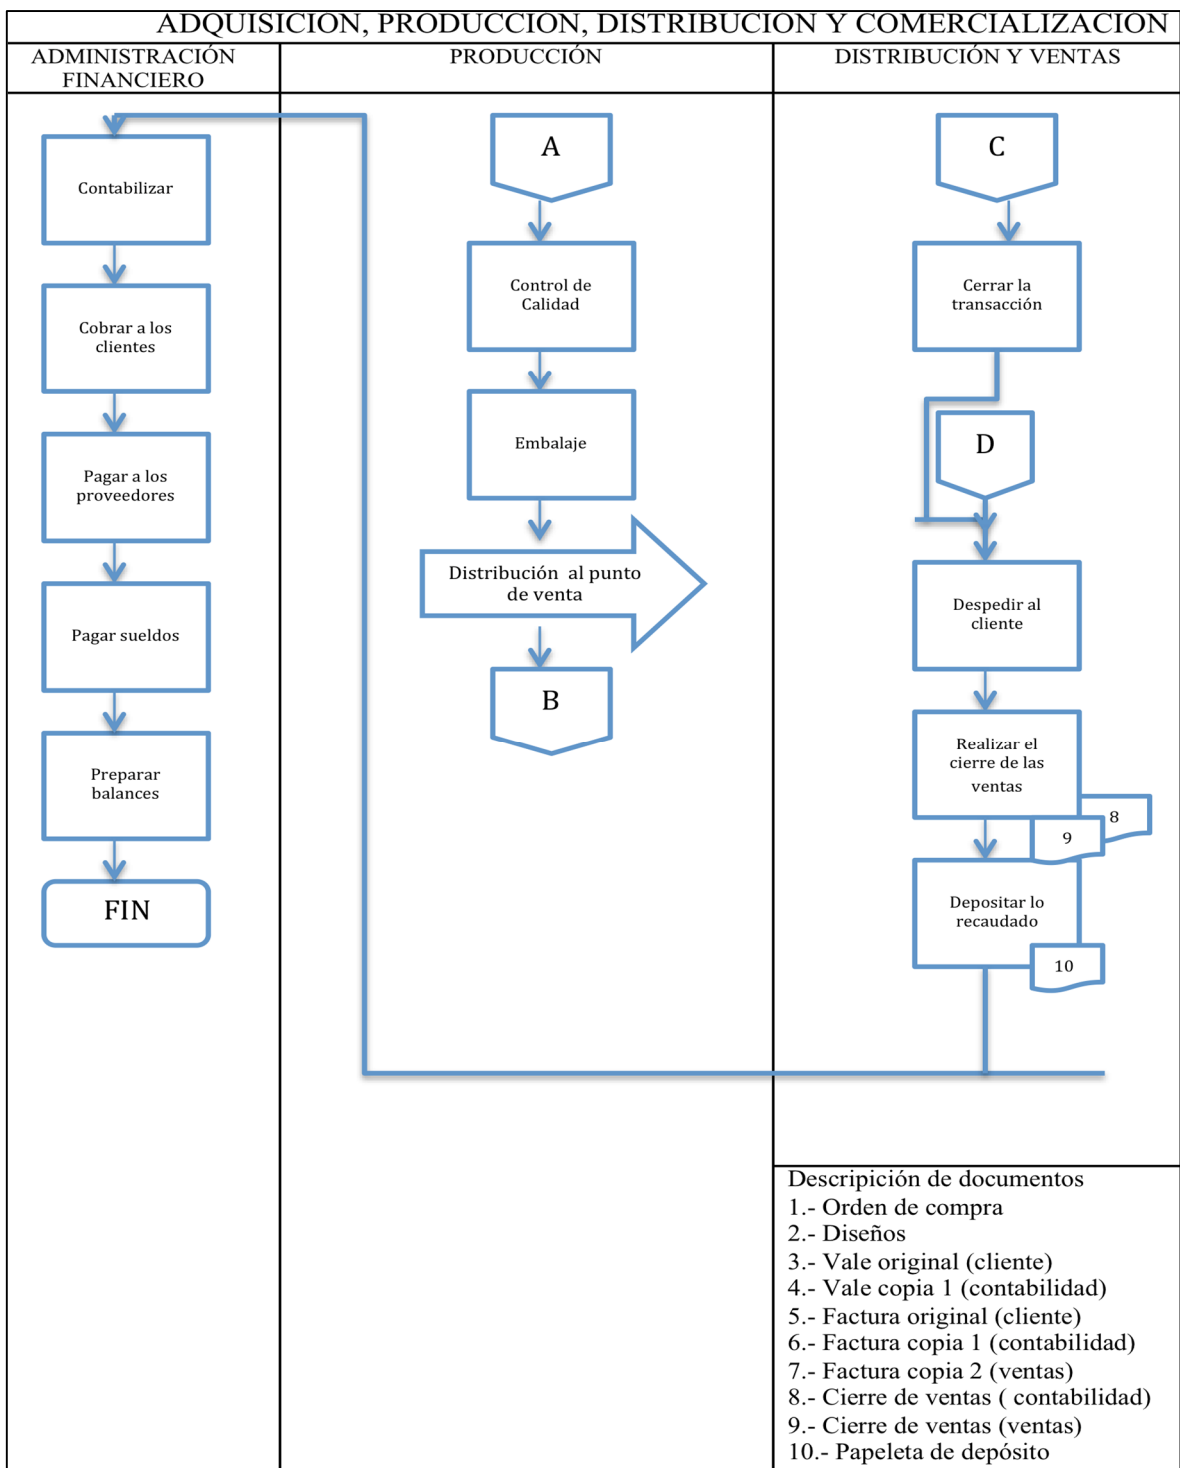 ADQUISICION, PRODUCCION, DISTRIBUCION Y COMERCIALIZACION
ADMINISTRACIÓN
FINANCIERO
PRODUCCIÓN
DISTRIBUCIÓN Y VENTAS
Contabilizar
Cobrar a los
clientes
Pagar a los
proveedores
Pagar sueldos
Preparar
balances
FIN
A
Control de
Calidad
Embalaje
Distribución al punto
de venta
B
C
Cerrar la
transacción
D
Despedir al
cliente
Realizar el
cierre de las
ventas
8
9
Depositar lo
recaudado
10
Descripición de documentos
1.- Orden de compra
2.- Diseños
3.- Vale original (cliente)
4.- Vale copia 1 (contabilidad)
5.- Factura original (cliente)
6.- Factura copia 1 (contabilidad)
7.- Factura copia 2 (ventas)
8.- Cierre de ventas ( contabilidad)
9.- Cierre de ventas (ventas)
10.- Papeleta de depósito